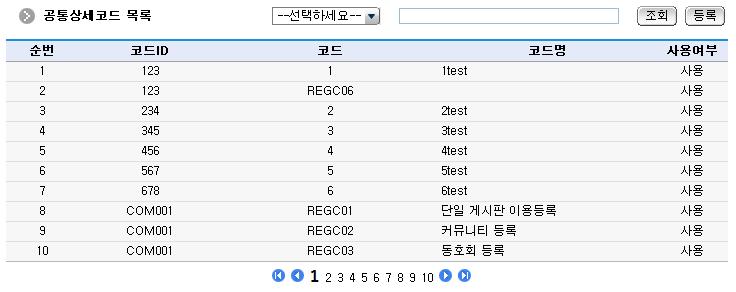 공통상세코드 목록 --선택하세요-- 조회 등록
순번 코드ID 코드 코드명 사용여부
1 123 1 1test 사용
2 123 REGC06 사용
3 234 2 2test 사용
4 345 3 3test 사용
5 456 4 4test 사용
6 567 5 5test 사용
7 678 6 6test 사용
8 COM001 REGC01 단일 게시판 이용등록 사용
9 COM001 REGC02 커뮤니티 등록 사용
10 COM001 REGC03 동호회 등록 사용
1 2 3 4 5 6 7 8 9 10